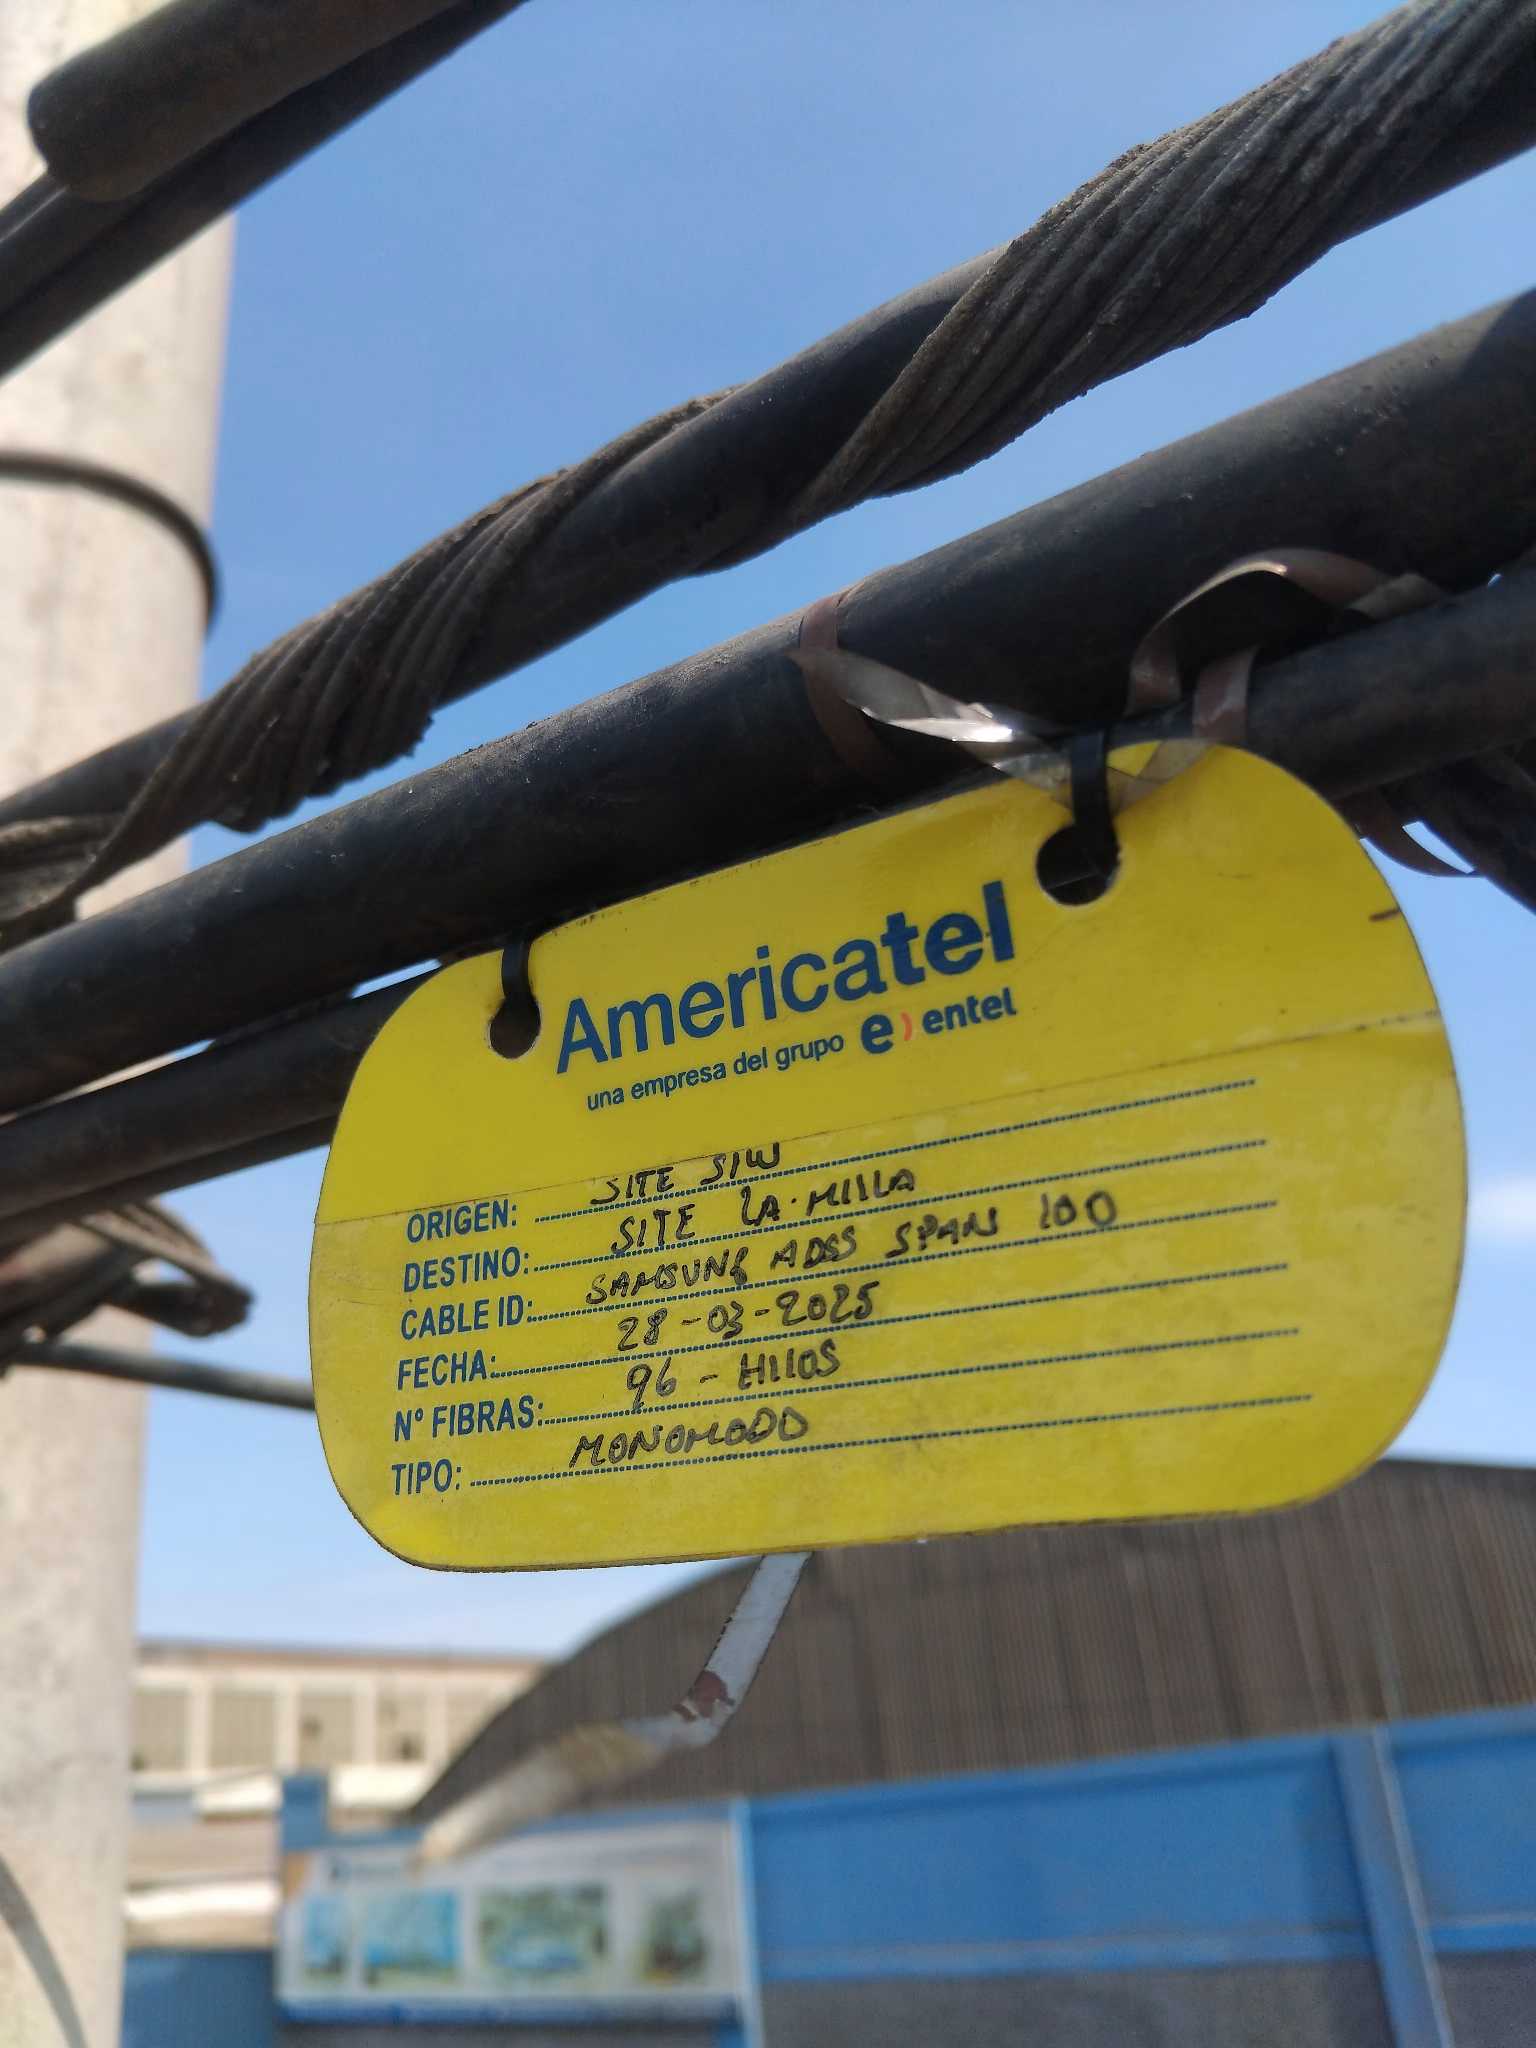 Americatel
una empresa del grupo e) entel
ORIGEN: SITE SIW
DESTINO: SITE LA MILLA
CABLE ID: SAMSUNG ADSS SPAN 100
FECHA: 28-03-2025
Nº FIBRAS: 96 - HILOS
TIPO: MONOMODO